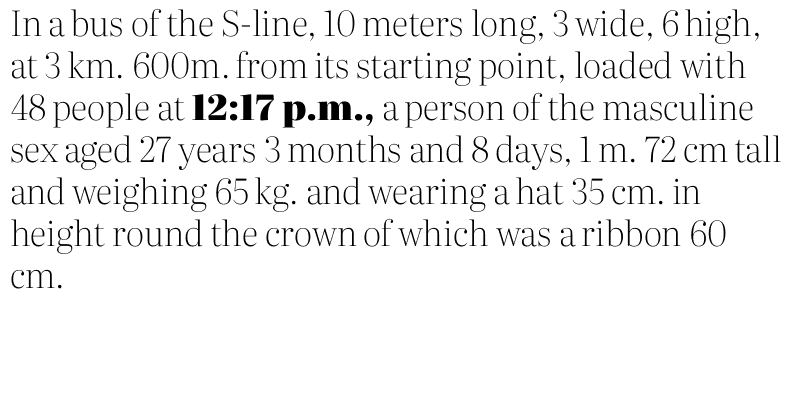 In a bus of the S-line, 10 meters long, 3 wide, 6 high,
at 3 km. 600m. from its starting point, loaded with
48 people at 12:17 p.m., a person of the masculine
sex aged 27 years 3 months and 8 days, 1 m. 72 cm tall
and weighing 65 kg. and wearing a hat 35 cm. in
height round the crown of which was a ribbon 60
cm.